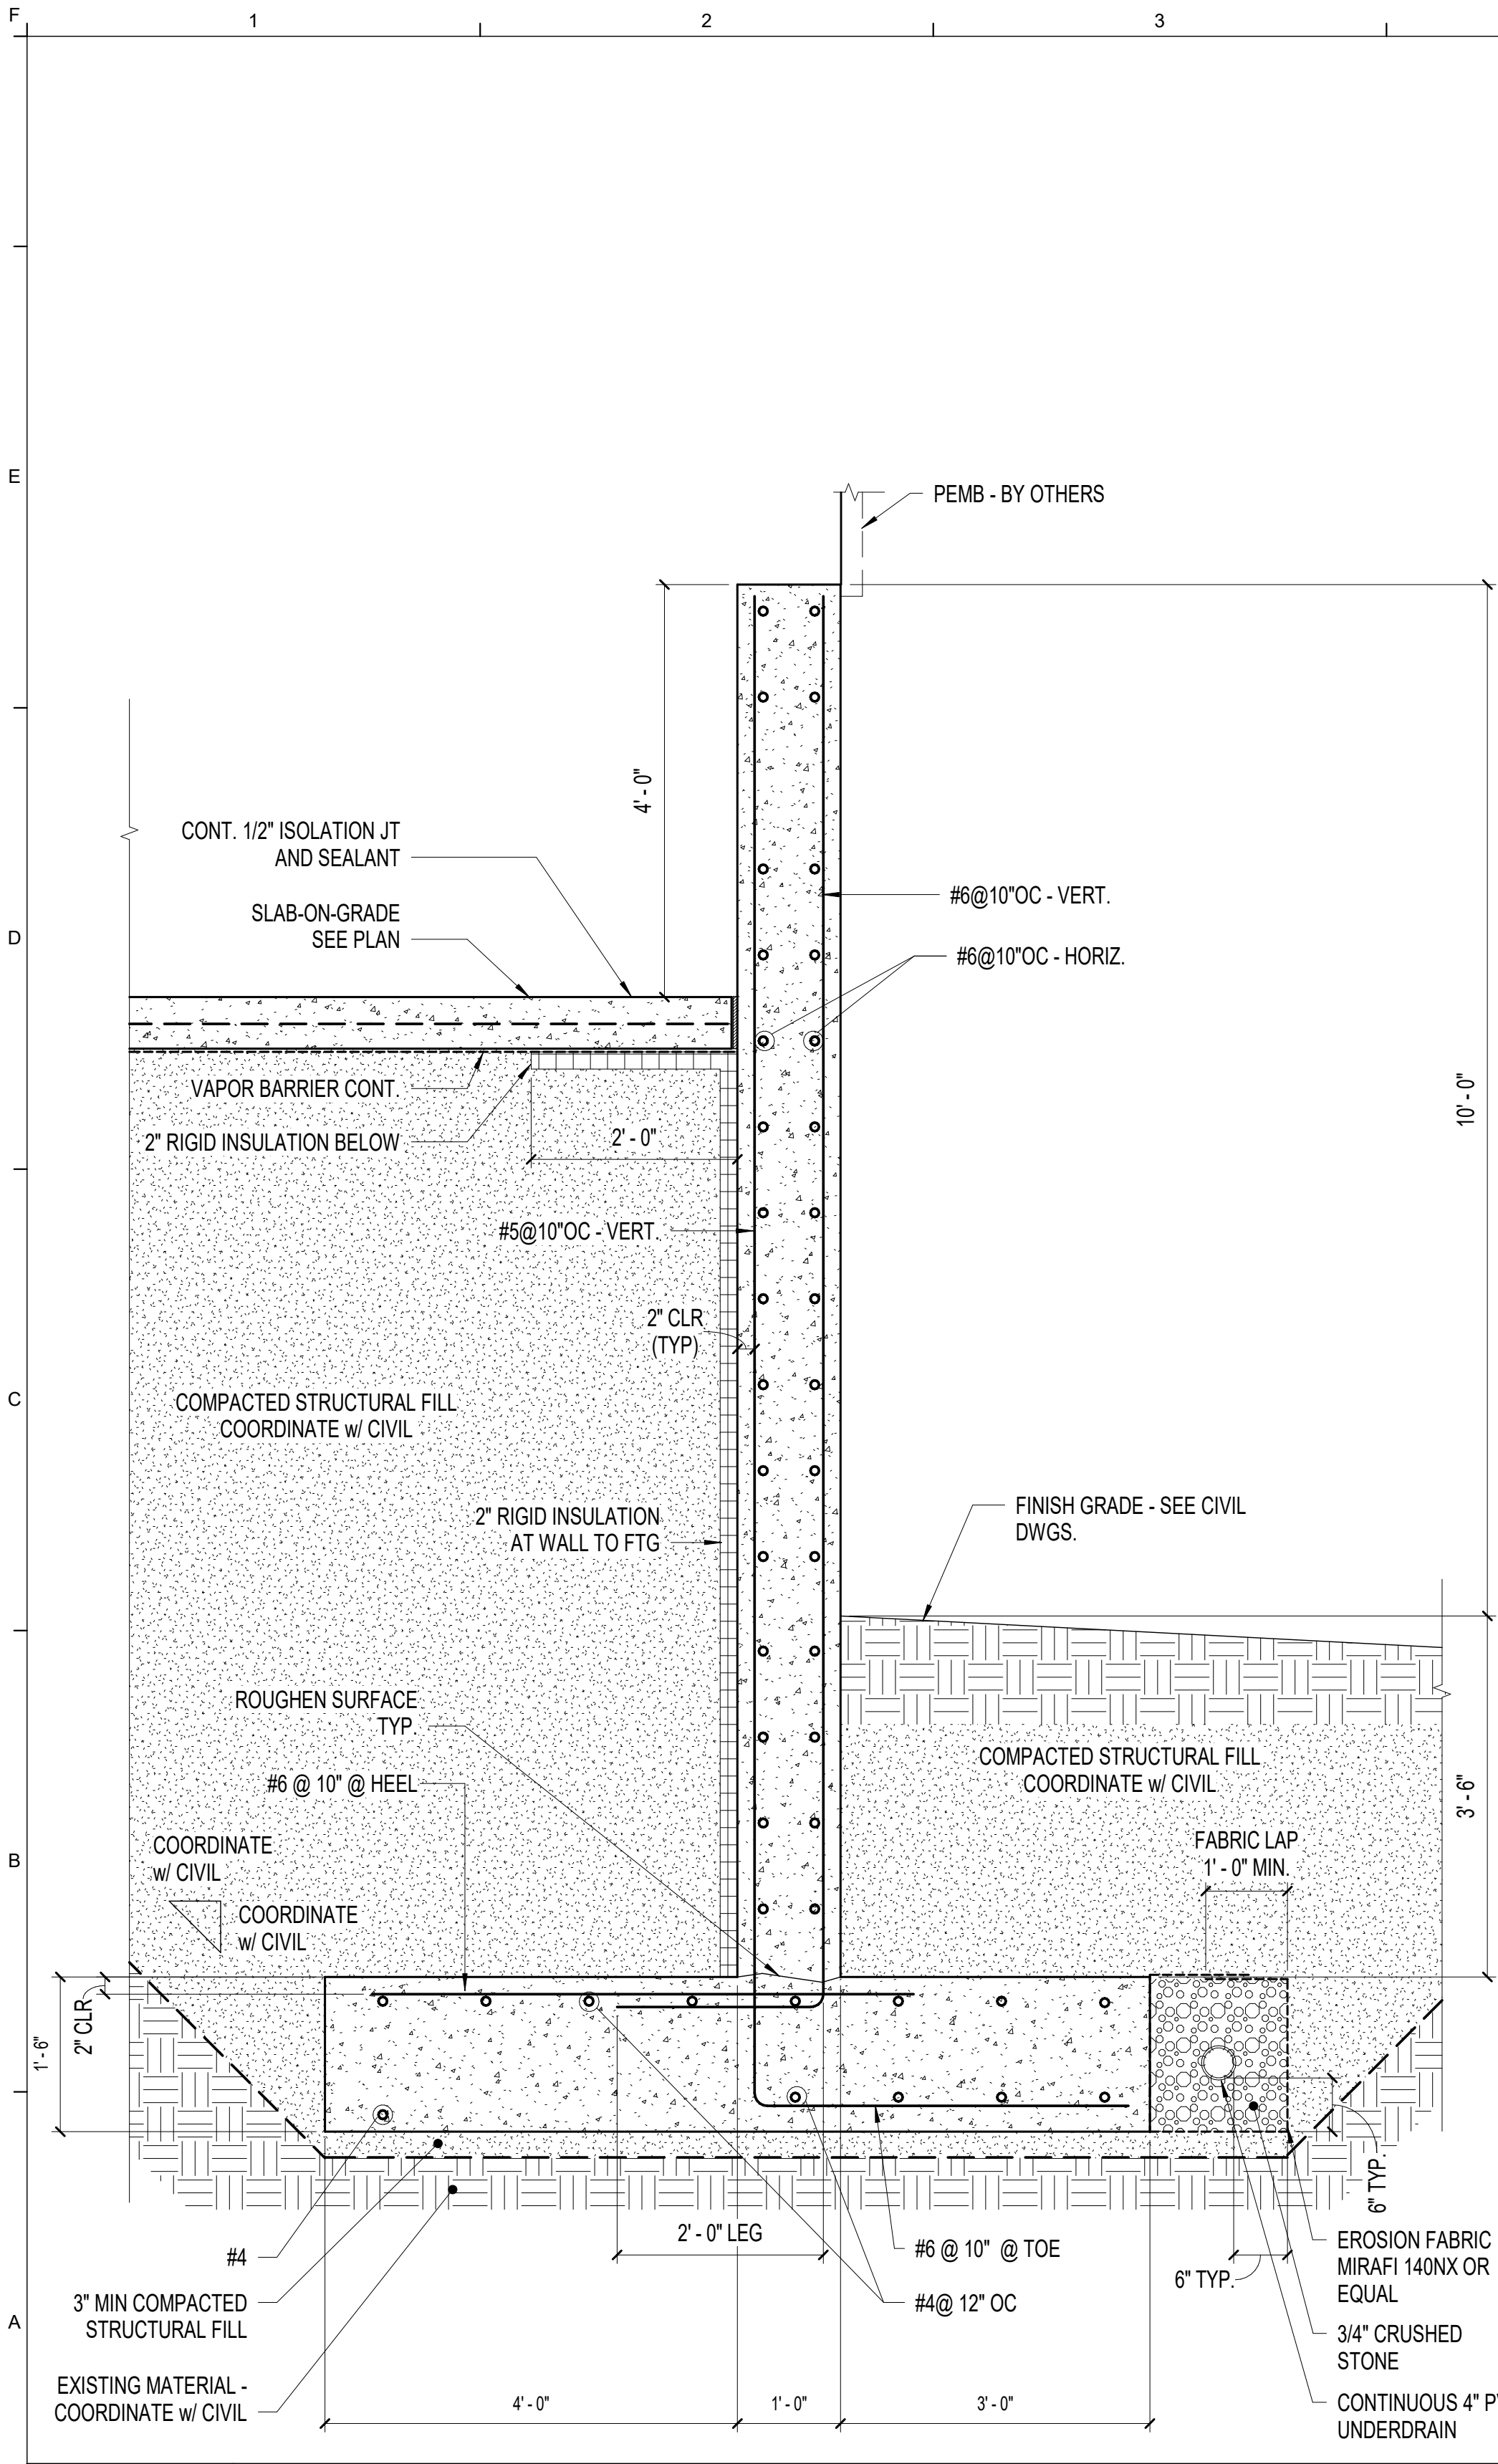 F
1
2
3
E
PEMB - BY OTHERS
4' - 0"
CONT. 1/2" ISOLATION JT
AND SEALANT
#6@10"OC - VERT.
SLAB-ON-GRADE
SEE PLAN
D
#6@10"OC - HORIZ.
VAPOR BARRIER CONT.
10' - 0"
2" RIGID INSULATION BELOW
2' - 0"
#5@10"OC - VERT.
2" CLR
(TYP)
C
COMPACTED STRUCTURAL FILL
COORDINATE w/ CIVIL
2" RIGID INSULATION
AT WALL TO FTG
FINISH GRADE - SEE CIVIL
DWGS.
ROUGHEN SURFACE
TYP.
COMPACTED STRUCTURAL FILL
COORDINATE w/ CIVIL
#6 @ 10" @ HEEL
3' - 6"
B
COORDINATE
w/ CIVIL
FABRIC LAP
1' - 0" MIN.
COORDINATE
w/ CIVIL
1' - 6"
2" CLR
6" TYP.
2' - 0" LEG
#6 @ 10" @ TOE
#4
6" TYP.
EROSION FABRIC
MIRAFI 140NX OR
EQUAL
3" MIN COMPACTED
STRUCTURAL FILL
#4@ 12" OC
A
3/4" CRUSHED
STONE
EXISTING MATERIAL -
COORDINATE w/ CIVIL
4' - 0"
1' - 0"
3' - 0"
CONTINUOUS 4"
UNDERDRAIN